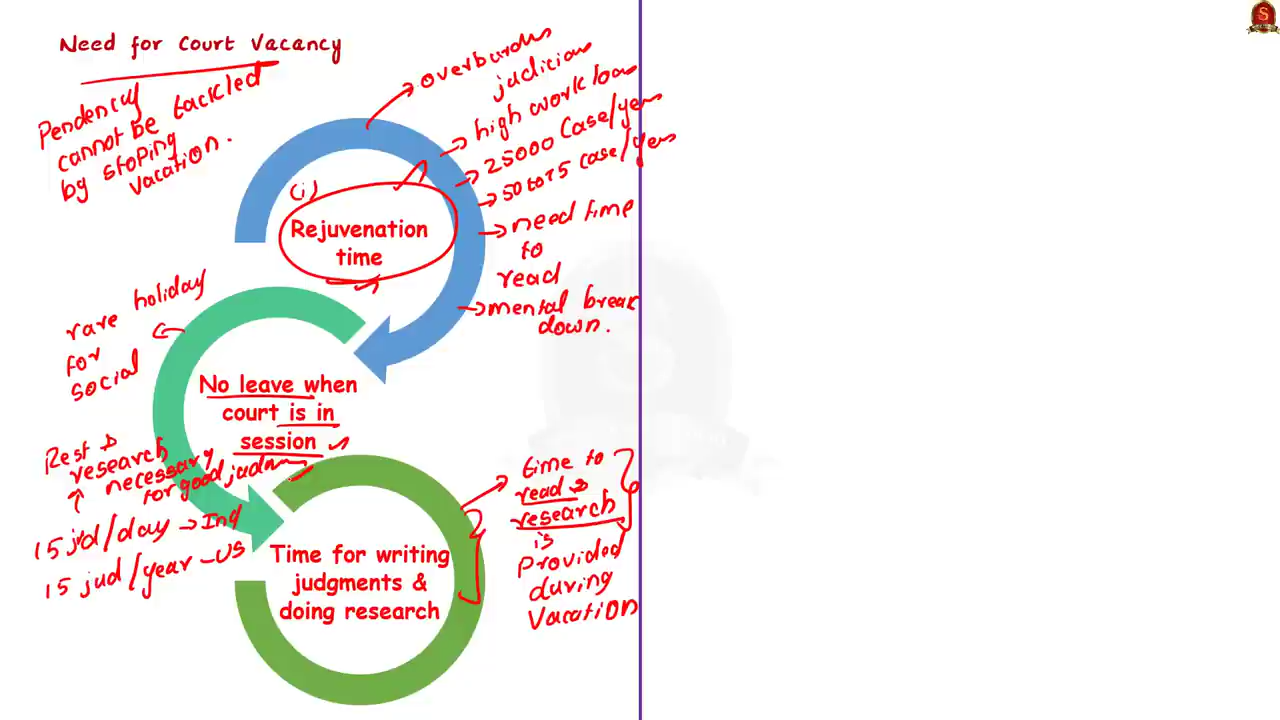 Need for Court Vacancy
Pendency
cannot be tackled
by stoping
vacation.
overburden
judician
high work loan
25000 Case/year
50 to 75 case/year
need time
to
read
mental break
down.
(i)
Rejuvenation
time
rare holiday
for
social
No leave when
court is in
session
Rest &
research
necessary
for good judnm
15 jud/day → Ind
15 jud/year - US
Time for writing
judgments &
doing research
time to
read &
research
is
Provided
during
Vacation
S